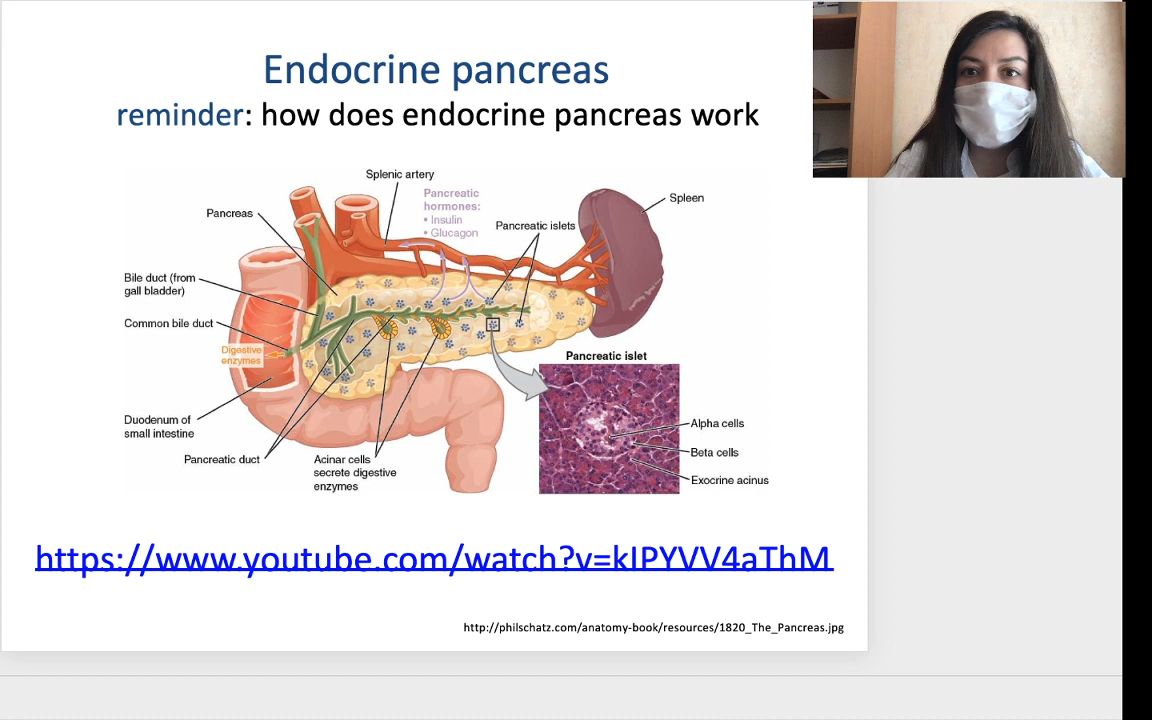 Endocrine pancreas
reminder: how does endocrine pancreas work
Splenic artery
Pancreatic
hormones:
• Insulin
• Glucagon
Spleen
Pancreas
Pancreatic islets
Bile duct (from
gall bladder)
Common bile duct
Digestive
enzymes
Pancreatic islet
Duodenum of
small intestine
Alpha cells
Beta cells
Pancreatic duct
Acinar cells
secrete digestive
enzymes
Exocrine acinus
https://www.youtube.com/watch?v=kIPYVV4aThM
http://philschatz.com/anatomy-book/resources/1820_The_Pancreas.jpg